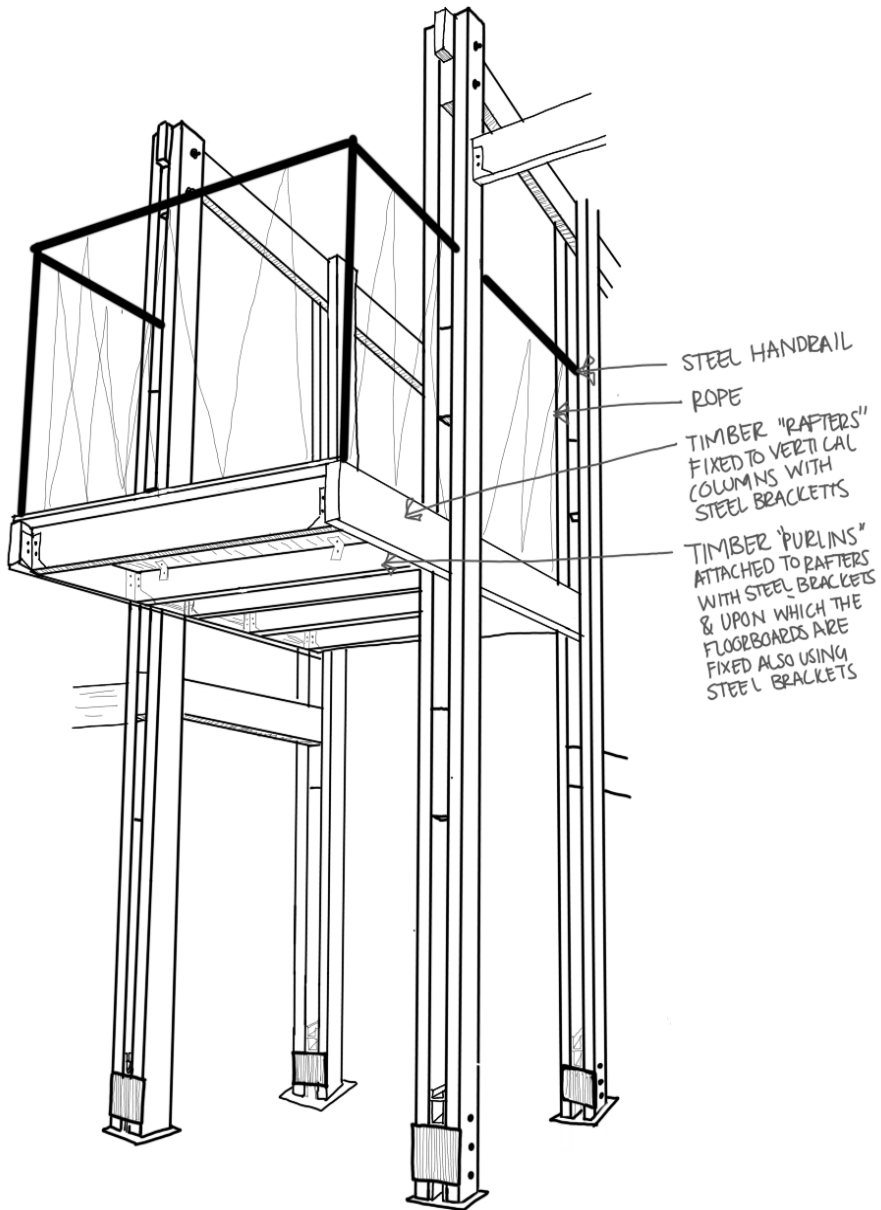 STEEL HANDRAIL
ROPE
TIMBER "RAFTERS"
FIXED TO VERTICAL
COLUMNS WITH
STEEL BRACKETTS
TIMBER "PURLINS"
ATTACHED TO RAFTERS
WITH STEEL BRACKETS
& UPON WHICH THE
FLOORBOARDS ARE
FIXED ALSO USING
STEEL BRACKETS